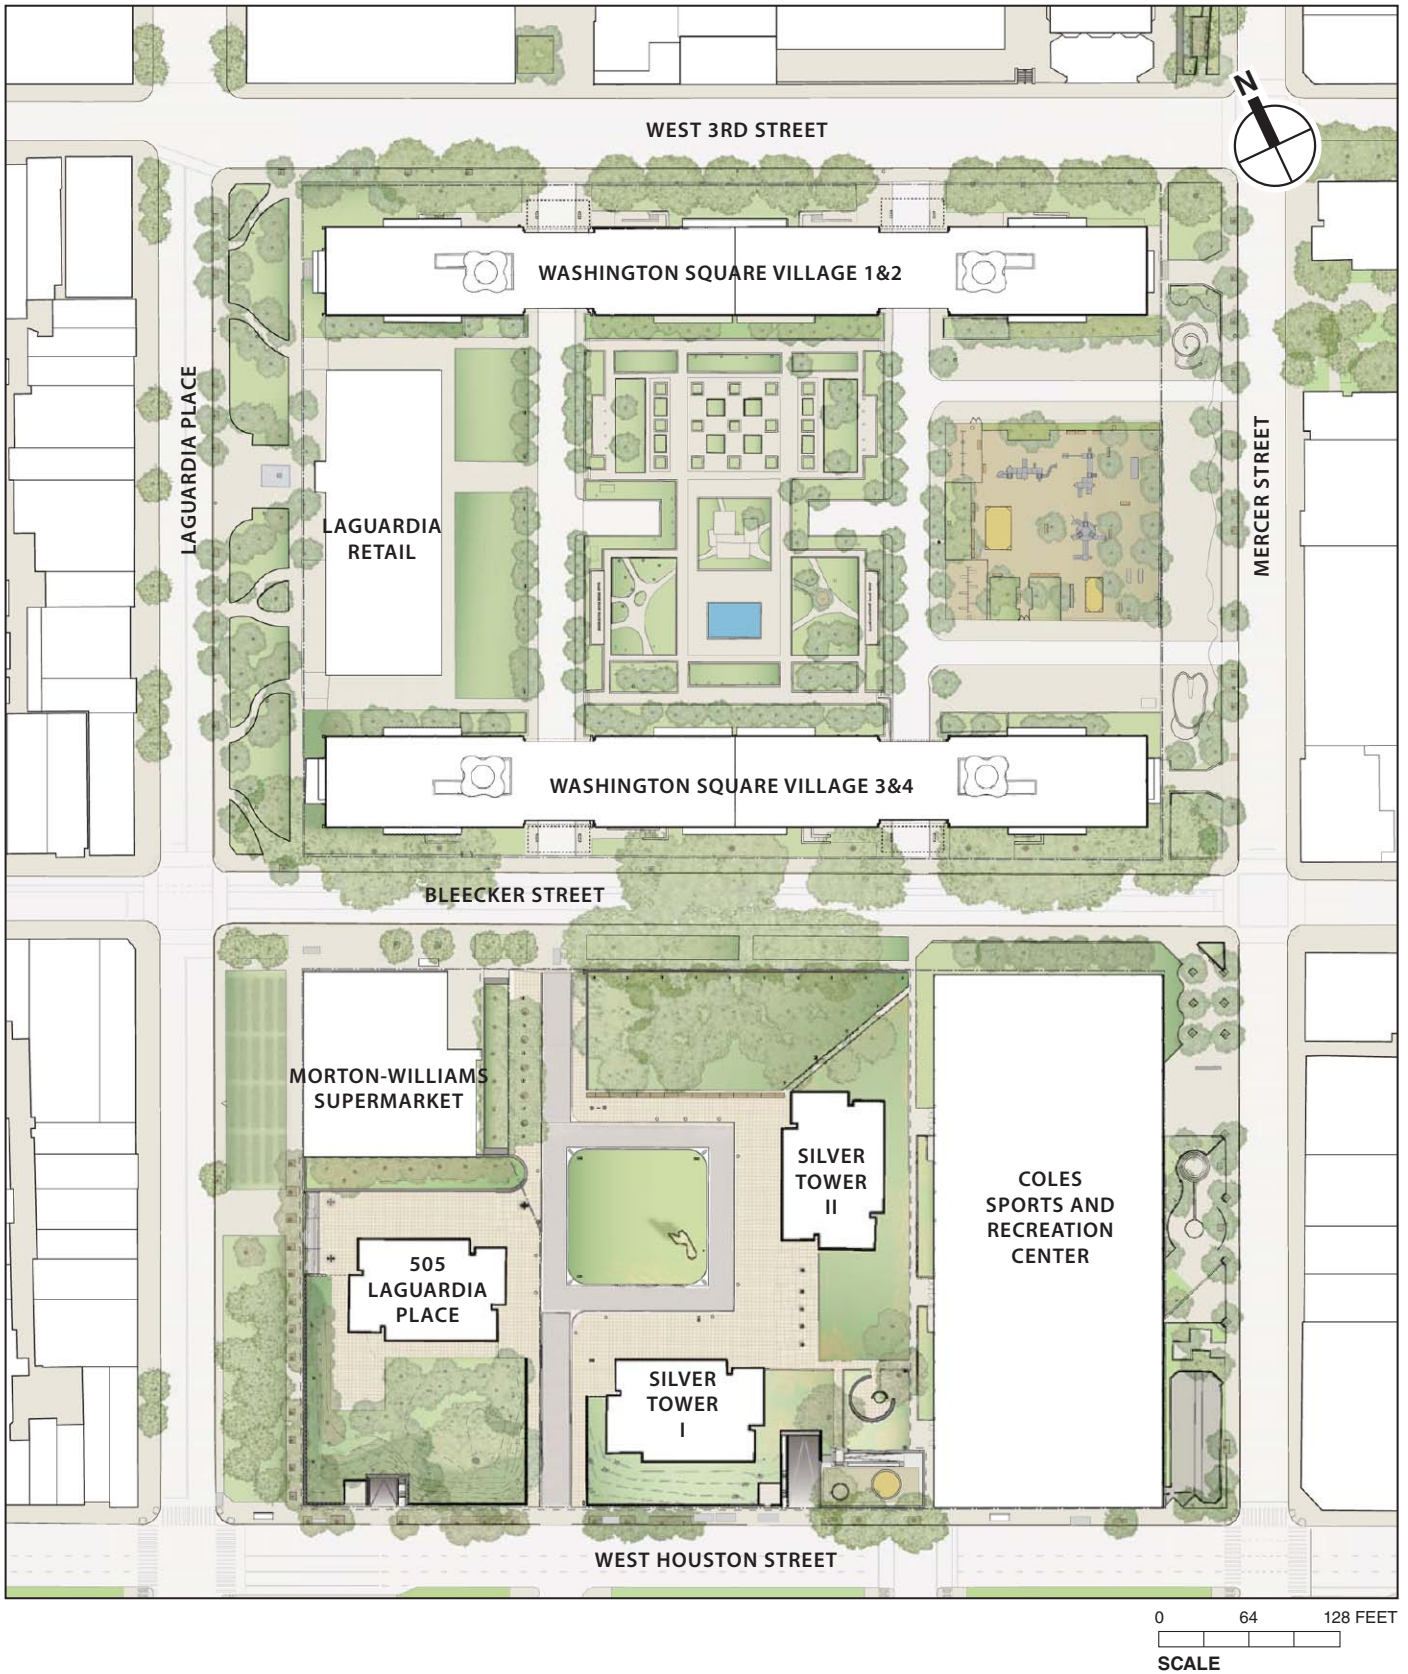 N
WEST 3RD STREET
WASHINGTON SQUARE VILLAGE 1&2
LAGUARDIA PLACE
MERCER STREET
LAGUARDIA
RETAIL
WASHINGTON SQUARE VILLAGE 3&4
BLEECKER STREET
MORTON-WILLIAMS
SUPERMARKET
SILVER
TOWER
II
COLES
SPORTS AND
RECREATION
CENTER
505
LAGUARDIA
PLACE
SILVER
TOWER
I
WEST HOUSTON STREET
0 64 128 FEET
SCALE